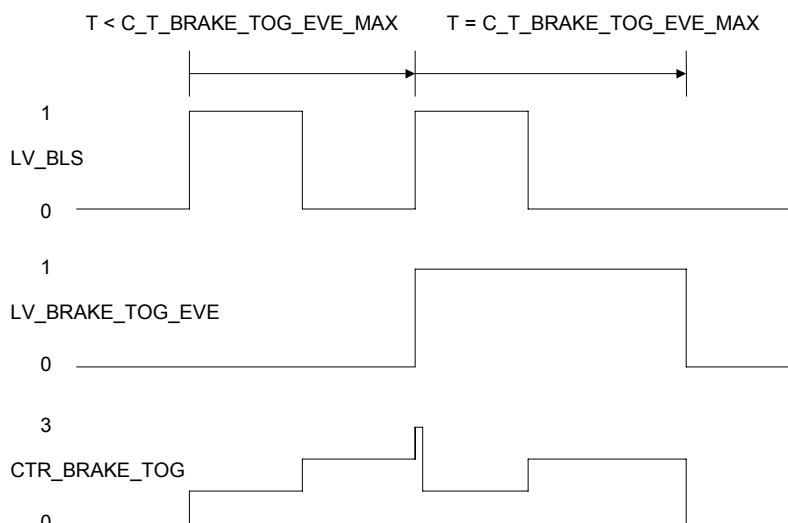 T < C_T_BRAKE_TOG_EVE_MAX T = C_T_BRAKE_TOG_EVE_MAX
1
LV_BLS
0
1
LV_BRAKE_TOG_EVE
0
3
CTR_BRAKE_TOG
0